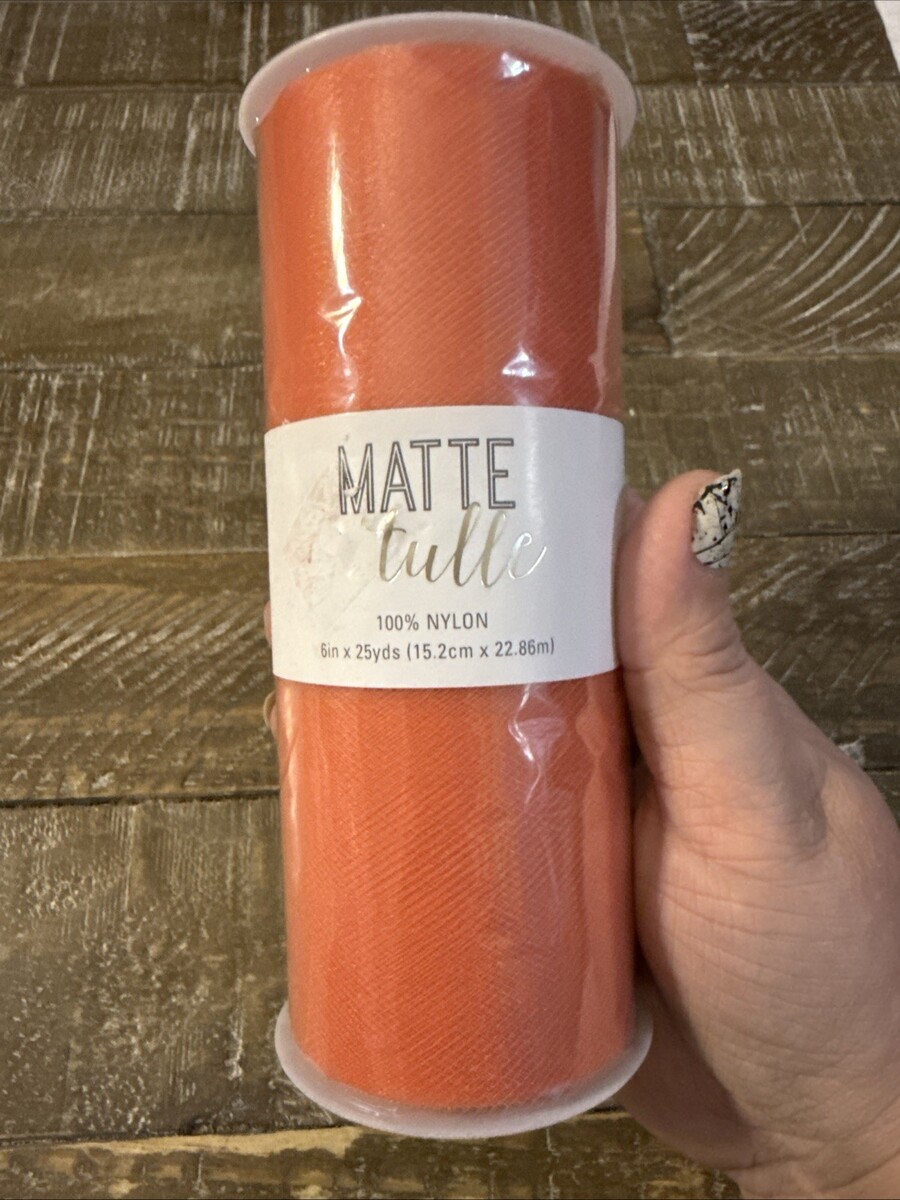 MATTE
tulle
100% NYLON
6in x 25yds (15.2cm x 22.86m)